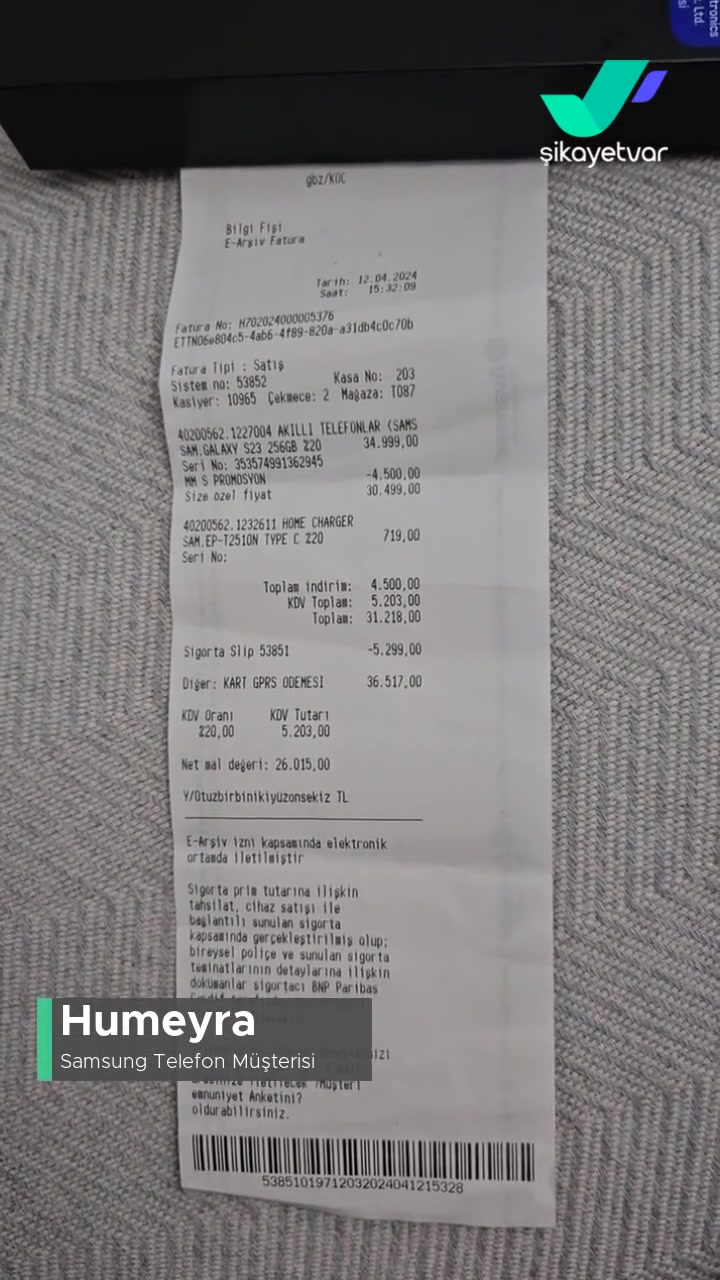 tronics
Ltd.
si
şikayetvar
gbz/KOC
Bilgi Fişi
E-Arşiv Fatura
Tarih: 12.04.2024
Saat: 15:32:09
Fatura No: H702024000005376
ETTN06e804c5-4ab6-4f89-820a-a31db4c0c70b
Fatura Tipi : Satış
Sistem no: 53852 Kasa No: 203
Kasiyer: 10965 Çekmece: 2 Mağaza: T087
40200562.1227004 AKILLI TELEFONLAR (SAMS
SAM.GALAXY S23 256GB %20 34.999,00
Seri No: 353574991362945
MM S PROMOSYON -4.500,00
Size özel fiyat 30.499,00
40200562.1232611 HOME CHARGER
SAM.EP-T2510N TYPE C %20 719,00
Seri No:
Toplam indirim: 4.500,00
KDV Toplam: 5.203,00
Toplam: 31.218,00
Sigorta Slip 53851 -5.299,00
Diğer: KART GPRS ODEMESI 36.517,00
KDV Oranı KDV Tutarı
%20,00 5.203,00
Net mal değeri: 26.015,00
Y/Otuzbirbinikiyüzonsekiz TL
E-Arşiv izni kapsamında elektronik
ortamda iletilmiştir
Sigorta prim tutarına ilişkin
tahsilat, cihaz satışı ile
bağlantılı sunulan sigorta
kapsamında gerçekleştirilmiş olup;
bireysel poliçe ve sunulan sigorta
teminatlarının detaylarına ilişkin
dokümanlar sigortacı BNP Paribas
Humeyra
Samsung Telefon Müşterisi
iletilecek ?Müşteri
emnuniyet Anketini?
oldurabilirsiniz.
53851019712032024041215328